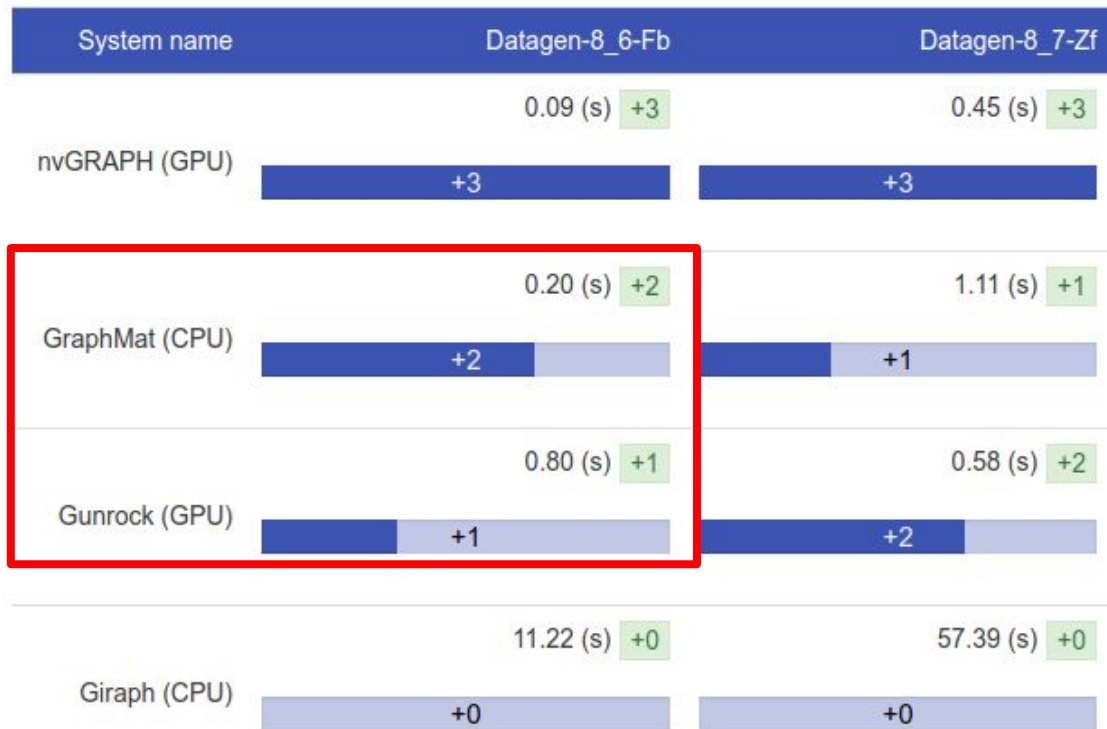 System name Datagen-8_6-Fb Datagen-8_7-Zf
0.09 (s) +3 0.45 (s) +3
nvGRAPH (GPU)
+3 +3
0.20 (s) +2 1.11 (s) +1
GraphMat (CPU)
+2 +1
0.80 (s) +1 0.58 (s) +2
Gunrock (GPU)
+1 +2
11.22 (s) +0 57.39 (s) +0
Giraph (CPU)
+0 +0